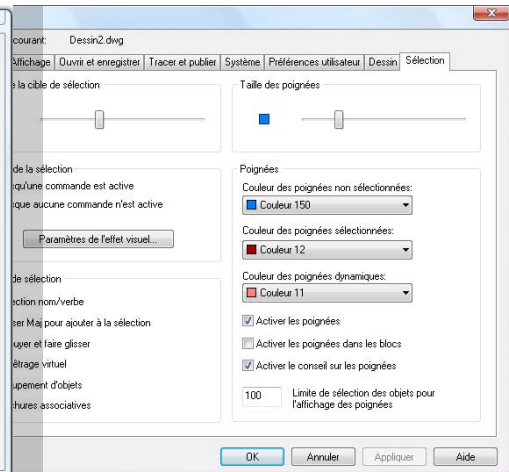 courant: Dessin2.dwg
Affichage Ouvrir et enregistrer Tracer et publier Système Préférences utilisateur Dessin Sélection
la cible de sélection
Taille des poignées
de la sélection
qu'une commande est active
que aucune commande n'est active
Paramètres de l'effet visuel...
de sélection
ection nom/verbe
ser Maj pour ajouter à la sélection
uyer et faire glisser
être virtuel
upement d'objets
chures associatives
Poignées
Couleur des poignées non sélectionnées:
Couleur 150
Couleur des poignées sélectionnées:
Couleur 12
Couleur des poignées dynamiques:
Couleur 11
Activer les poignées
Activer les poignées dans les blocs
Activer le conseil sur les poignées
100 Limite de sélection des objets pour
l'affichage des poignées
OK Annuler Appliquer Aide